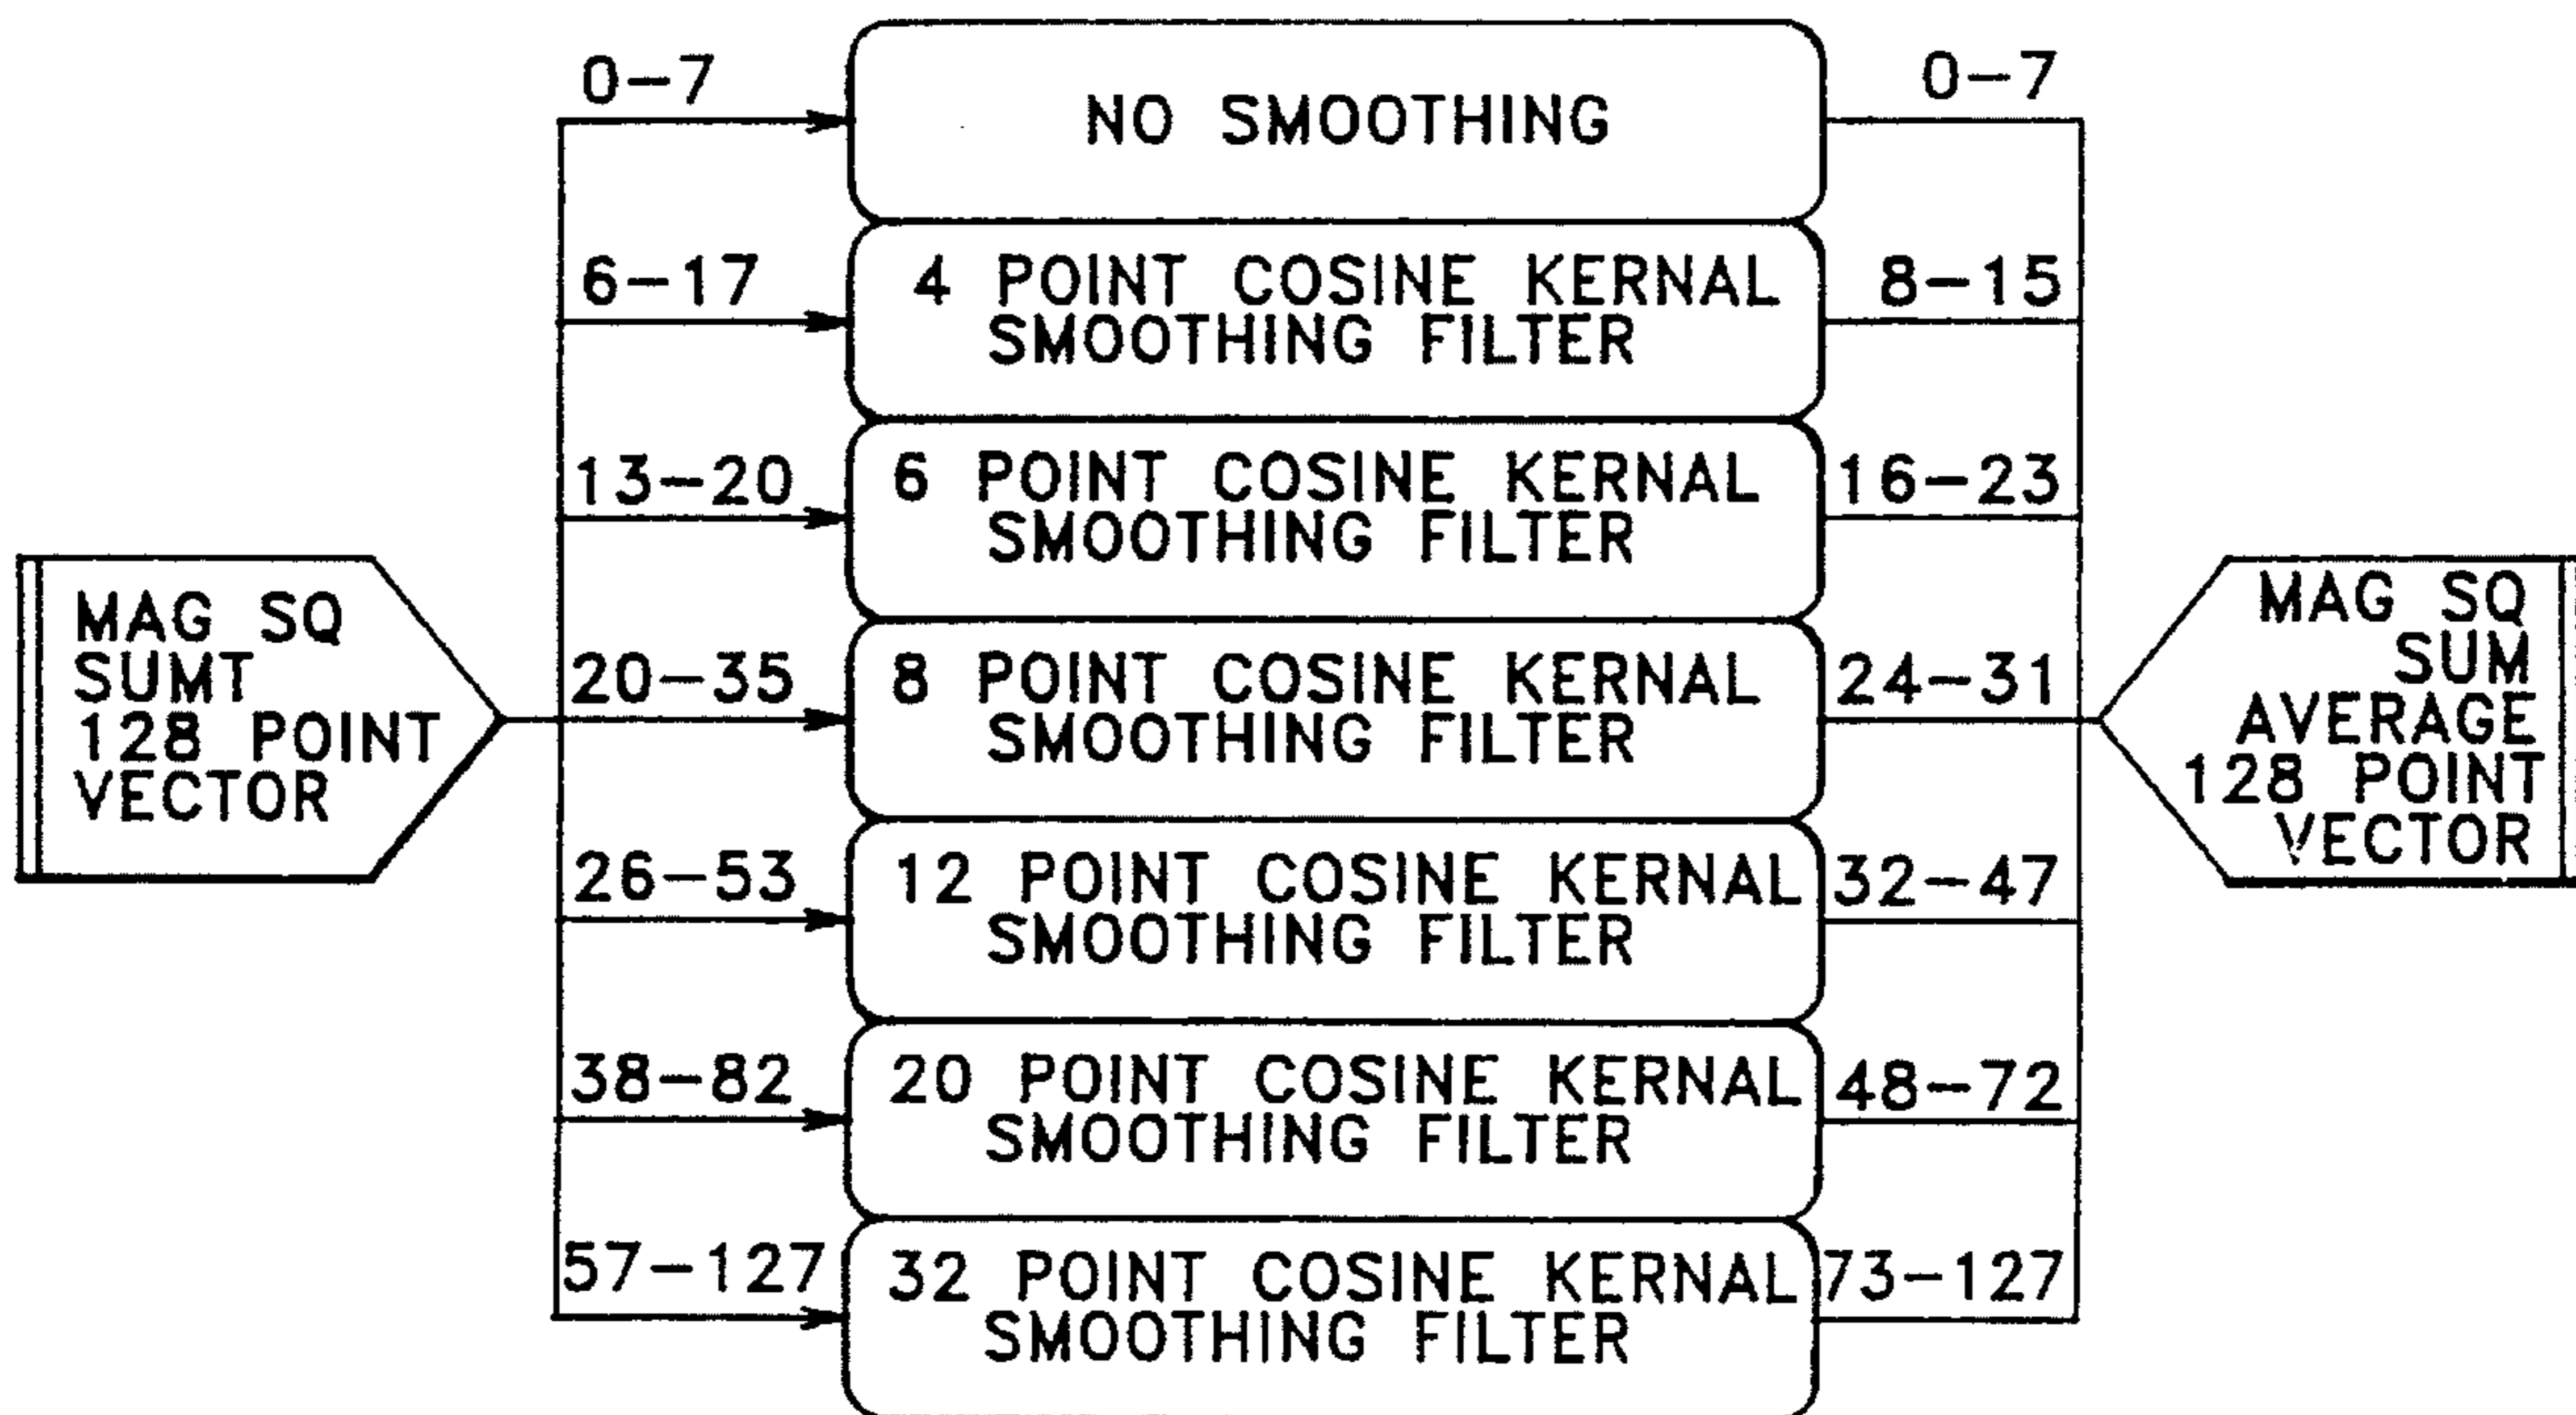 0-7
NO SMOOTHING
0-7
6-17
4 POINT COSINE KERNAL
SMOOTHING FILTER
8-15
13-20
6 POINT COSINE KERNAL
SMOOTHING FILTER
16-23
MAG SQ
SUMT
128 POINT
VECTOR
20-35
8 POINT COSINE KERNAL
SMOOTHING FILTER
24-31
MAG SQ
SUM
AVERAGE
128 POINT
VECTOR
26-53
12 POINT COSINE KERNAL
SMOOTHING FILTER
32-47
38-82
20 POINT COSINE KERNAL
SMOOTHING FILTER
48-72
57-127
32 POINT COSINE KERNAL
SMOOTHING FILTER
73-127